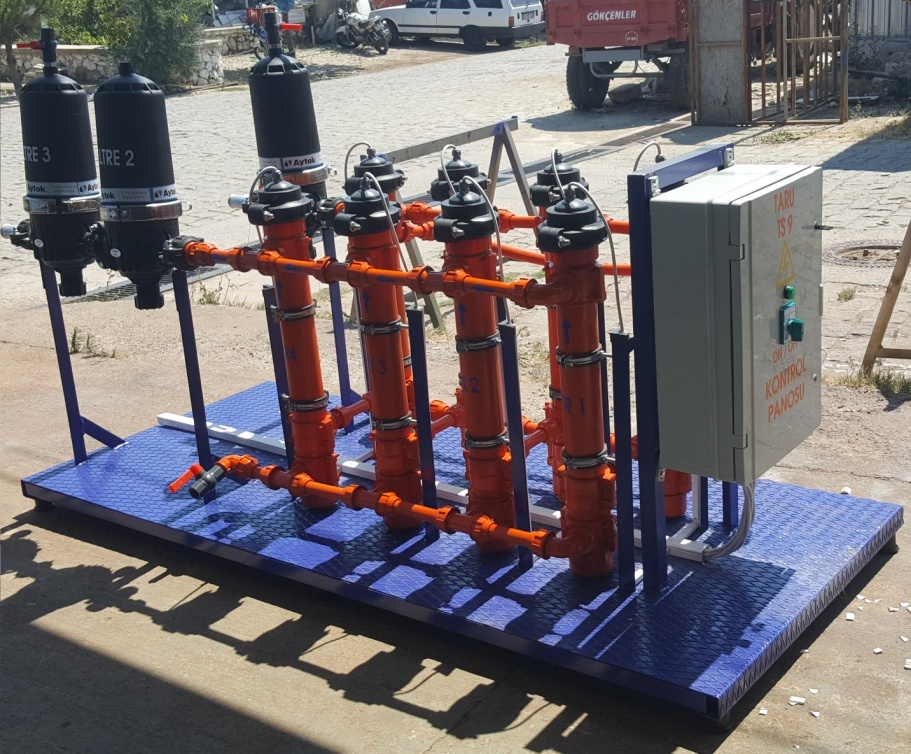 GÖKÇENLER
LTRE 3
LTRE 2
Aytok
Aytok
Aytok
TARU
TS 9
ON / OFF
KONTROL
PANOSU
3
2
R 1